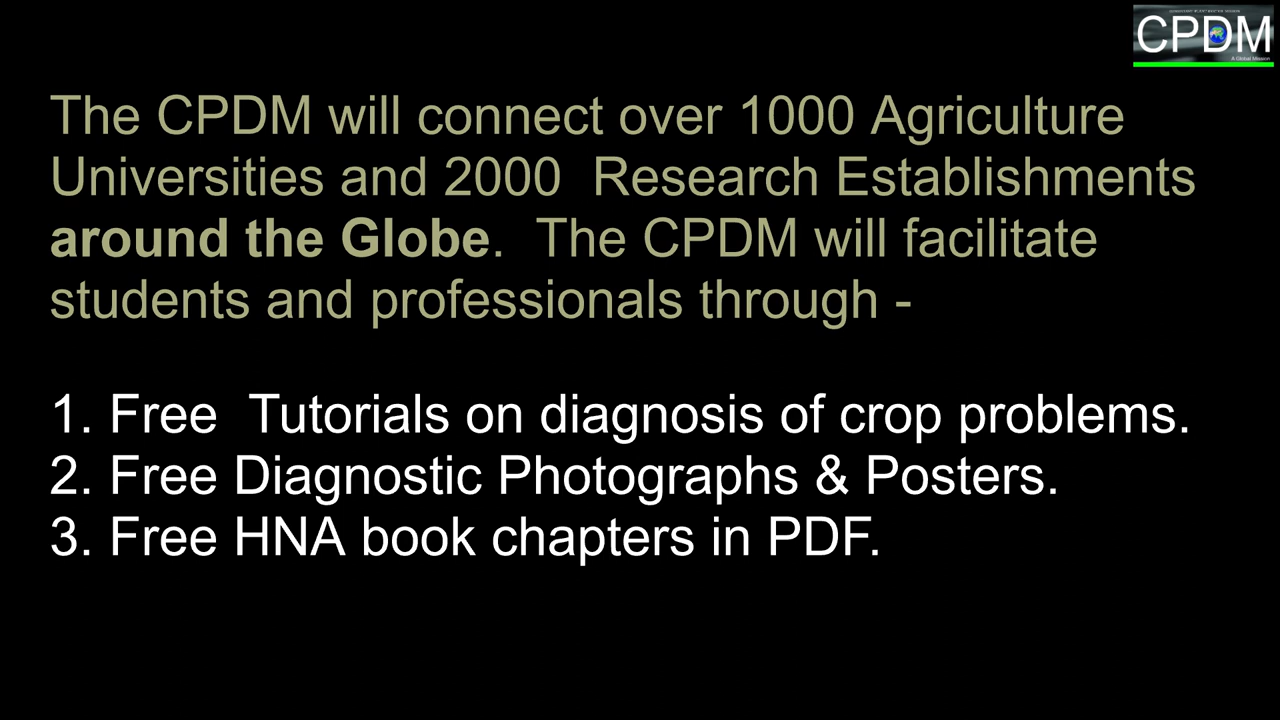 CPDM
A Global Mission
The CPDM will connect over 1000 Agriculture
Universities and 2000 Research Establishments
around the Globe. The CPDM will facilitate
students and professionals through -
1. Free Tutorials on diagnosis of crop problems.
2. Free Diagnostic Photographs & Posters.
3. Free HNA book chapters in PDF.